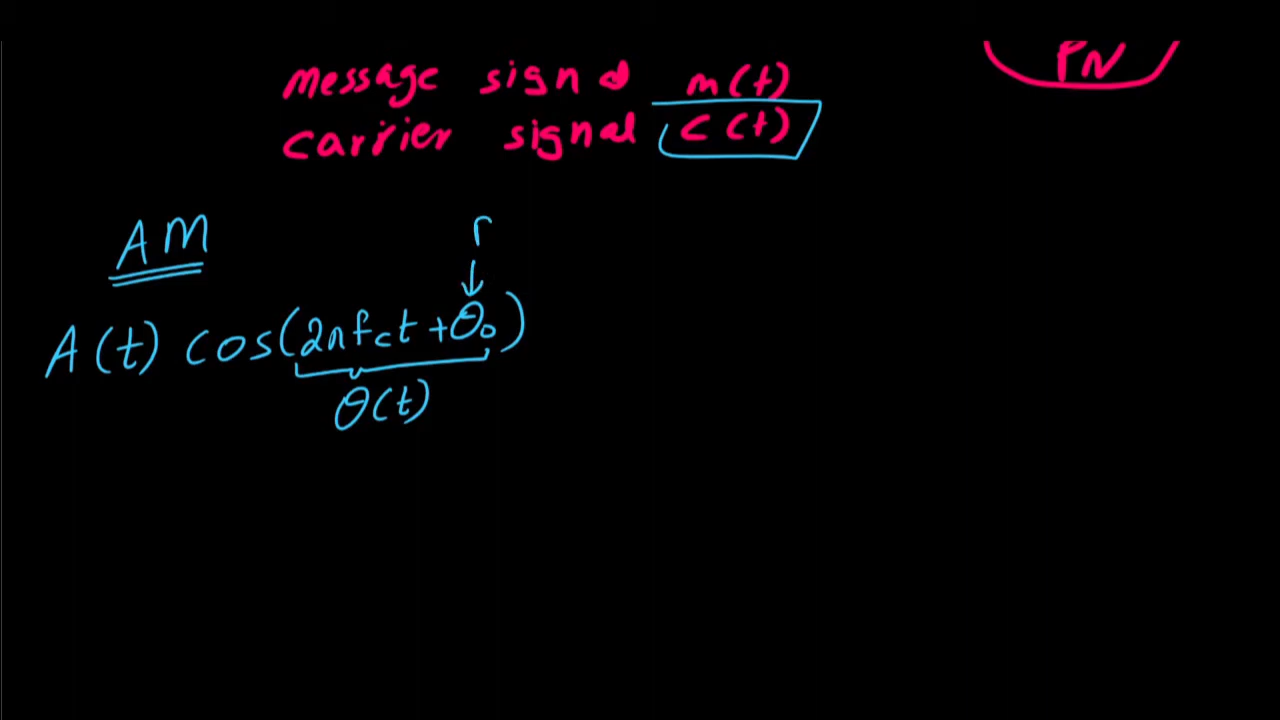 message signal m(t)
PN
carrier signal c(t)
AM
A(t) cos(2πfct + θ0)
θ(t)